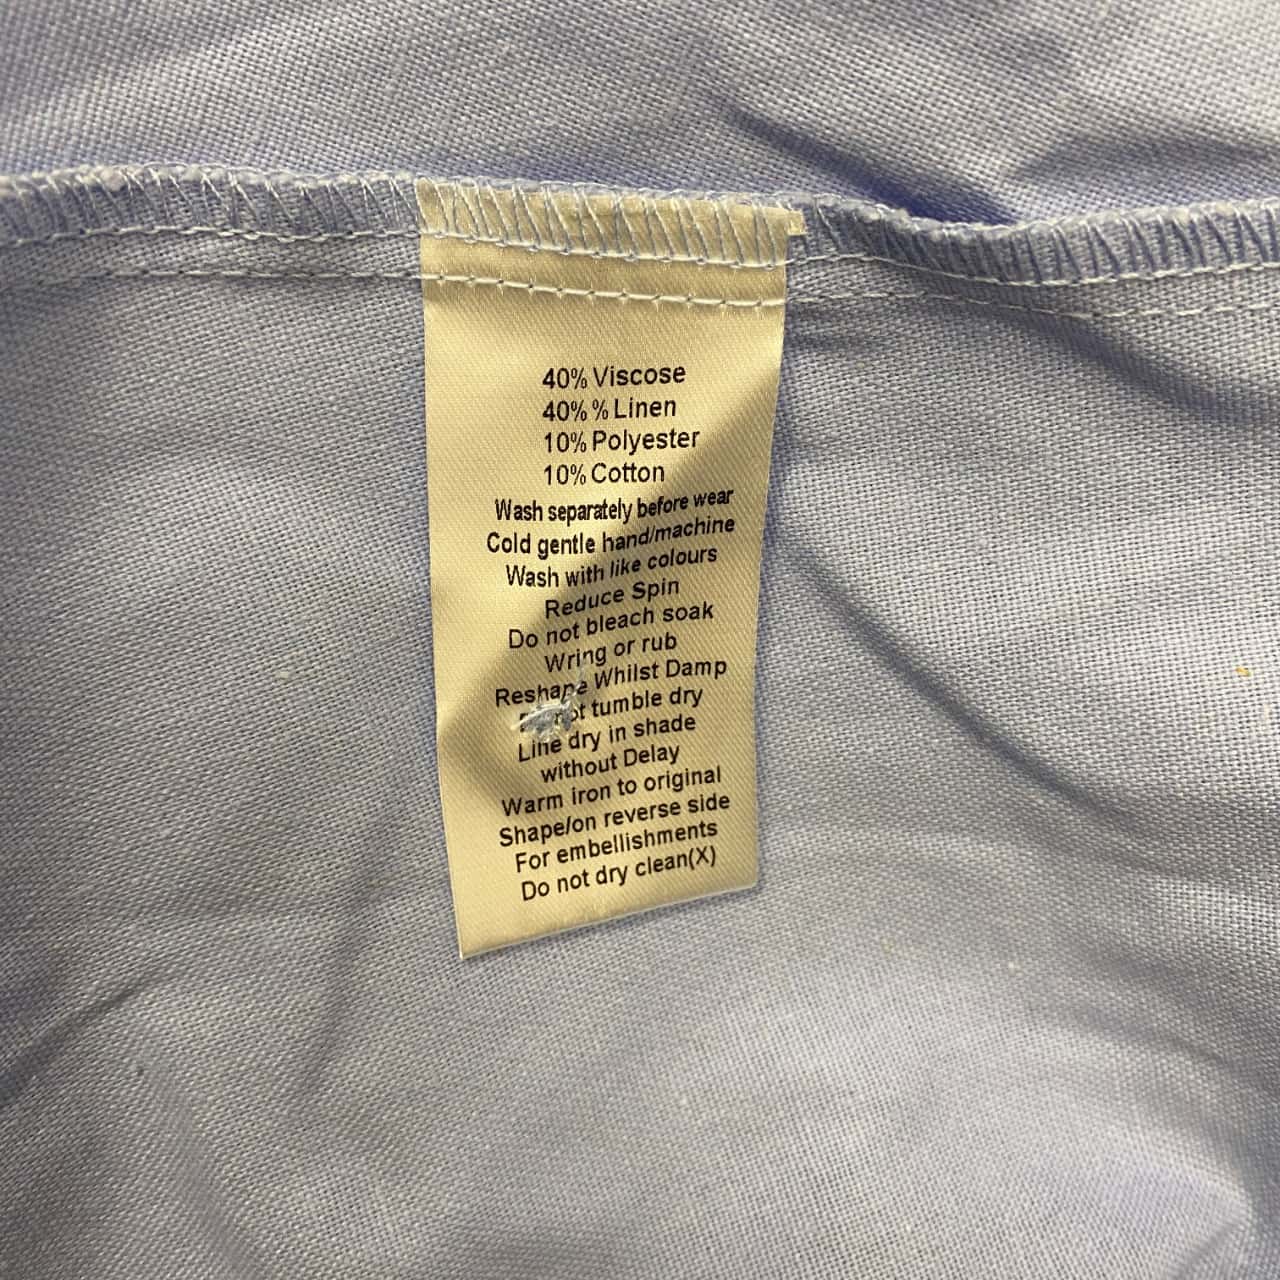 40% Viscose
40% % Linen
10% Polyester
10% Cotton
Wash separately before wear
Cold gentle hand/machine
Wash with like colours
Reduce Spin
Do not bleach soak
Wring or rub
Reshape Whilst Damp
tumble dry
Line dry in shade
without Delay
Warm iron to original
Shape/on reverse side
For embellishments
Do not dry clean(X)